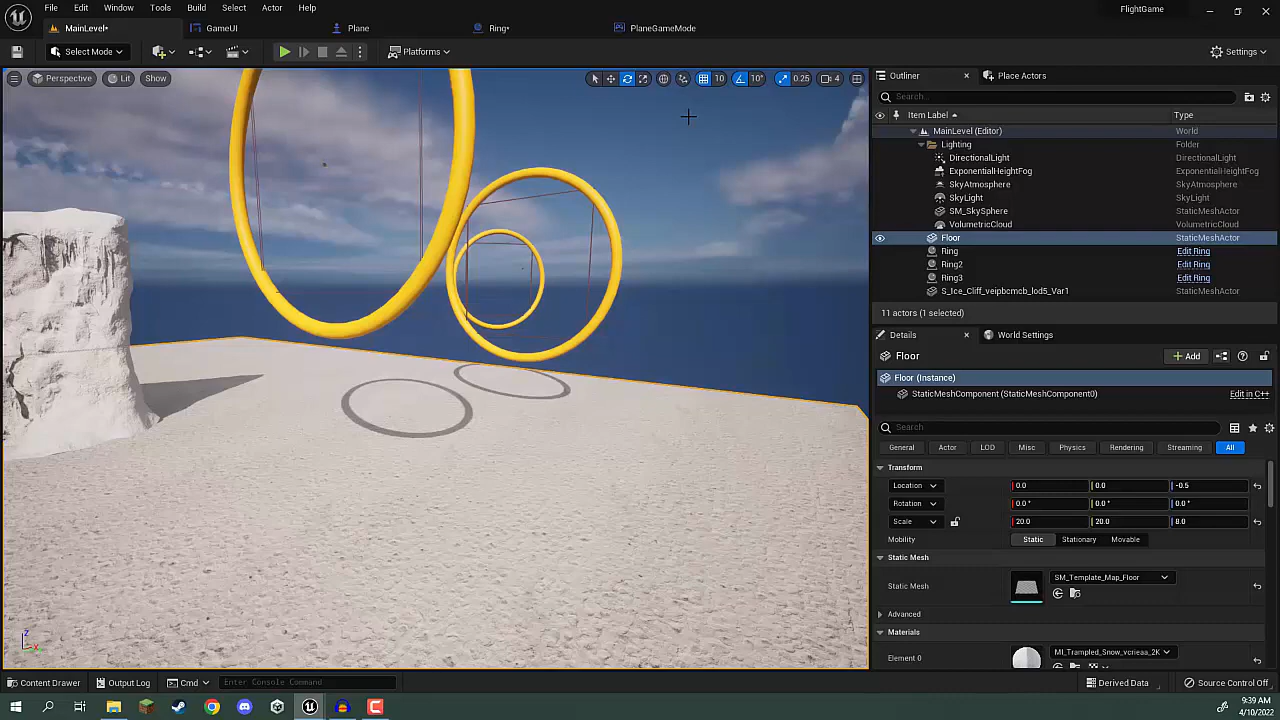 File Edit Window Tools Build Select Actor Help FlightGame
MainLevel• GameUI Plane Ring• PlaneGameMode
Select Mode Platforms Settings
Perspective Lit Show 10 10° 0.25 4
Outliner Place Actors
Search...
Item Label Type
MainLevel (Editor) World
Lighting Folder
DirectionalLight DirectionalLight
ExponentialHeightFog ExponentialHeightFog
SkyAtmosphere SkyAtmosphere
SkyLight SkyLight
SM_SkySphere StaticMeshActor
VolumetricCloud VolumetricCloud
Floor StaticMeshActor
Ring Edit Ring
Ring2 Edit Ring
Ring3 Edit Ring
S_Ice_Cliff_veipbcmcb_lod5_Var1 StaticMeshActor
11 actors (1 selected)
Details World Settings
Floor Add
Floor (Instance)
StaticMeshComponent (StaticMeshComponent0) Edit in C++
Search
General Actor LOD Misc Physics Rendering Streaming All
Transform
Location 0.0 0.0 -0.5
Rotation 0.0° 0.0° 0.0°
Scale 20.0 20.0 8.0
Mobility Static Stationary Movable
Static Mesh
Static Mesh SM_Template_Map_Floor
Advanced
Materials
Element 0 MI_Trampled_Snow_vcrieaa_2K
Z
X
Content Drawer Output Log Cmd Enter Console Command Derived Data Source Control Off
9:39 AM
4/10/2022